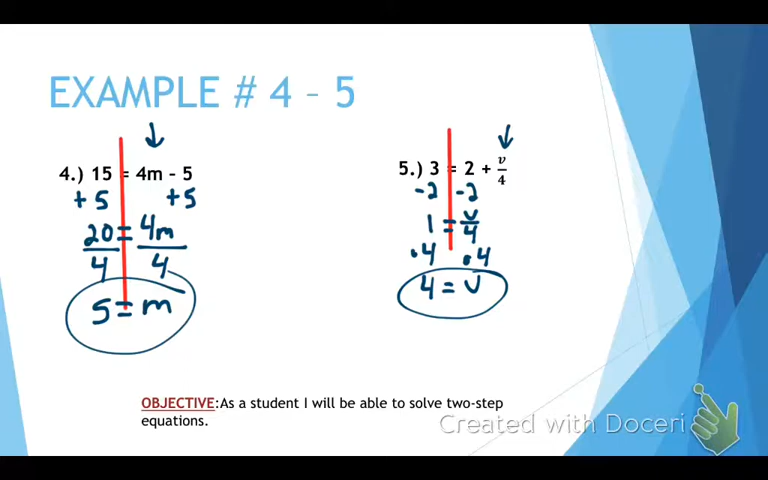 EXAMPLE # 4 – 5
4.) 15 = 4m – 5
+5 +5
20 = 4m
4 4
5 = m
5.) 3 = 2 + v/4
-2 -2
1 = v/4
·4 ·4
4 = v
OBJECTIVE:As a student I will be able to solve two-step
equations.
Created with Doceri